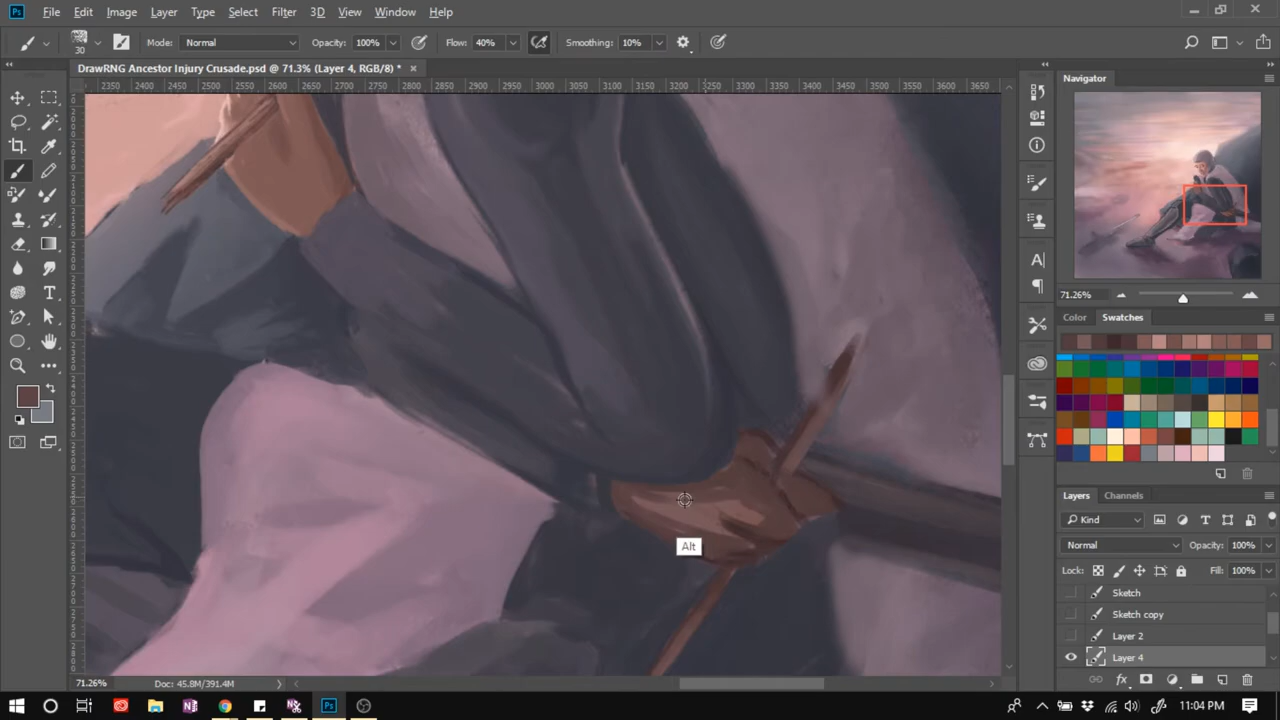 Ps File Edit Image Layer Type Select Filter 3D View Window Help
30 Mode: Normal Opacity: 100% Flow: 40% Smoothing: 10%
DrawRNG Ancestor Injury Crusade.psd @ 71.3% (Layer 4, RGB/8) *
2350 2400 2450 2500 2550 2600 2650 2700 2750 2800 2850 2900 2950 3000 3050 3100 3150 3200 3250 3300 3350 3400 3450 3500 3550 3600 3650
Navigator
71.26%
Color Swatches
Alt
Layers Channels
Kind
Normal Opacity: 100%
Lock: Fill: 100%
Sketch
Sketch copy
Layer 2
Layer 4
71.26% Doc: 45.8M/391.4M
11:04 PM